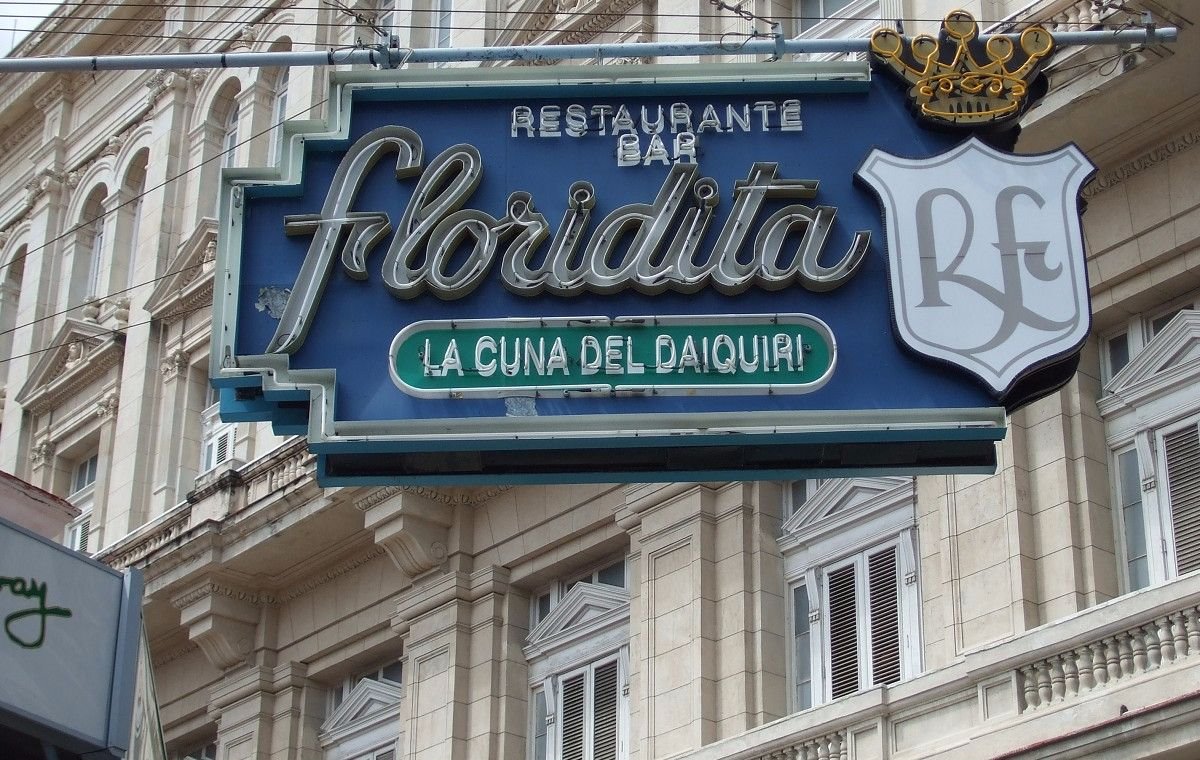 RESTAURANTE
BAR
floridita
LA CUNA DEL DAIQUIRI
RF